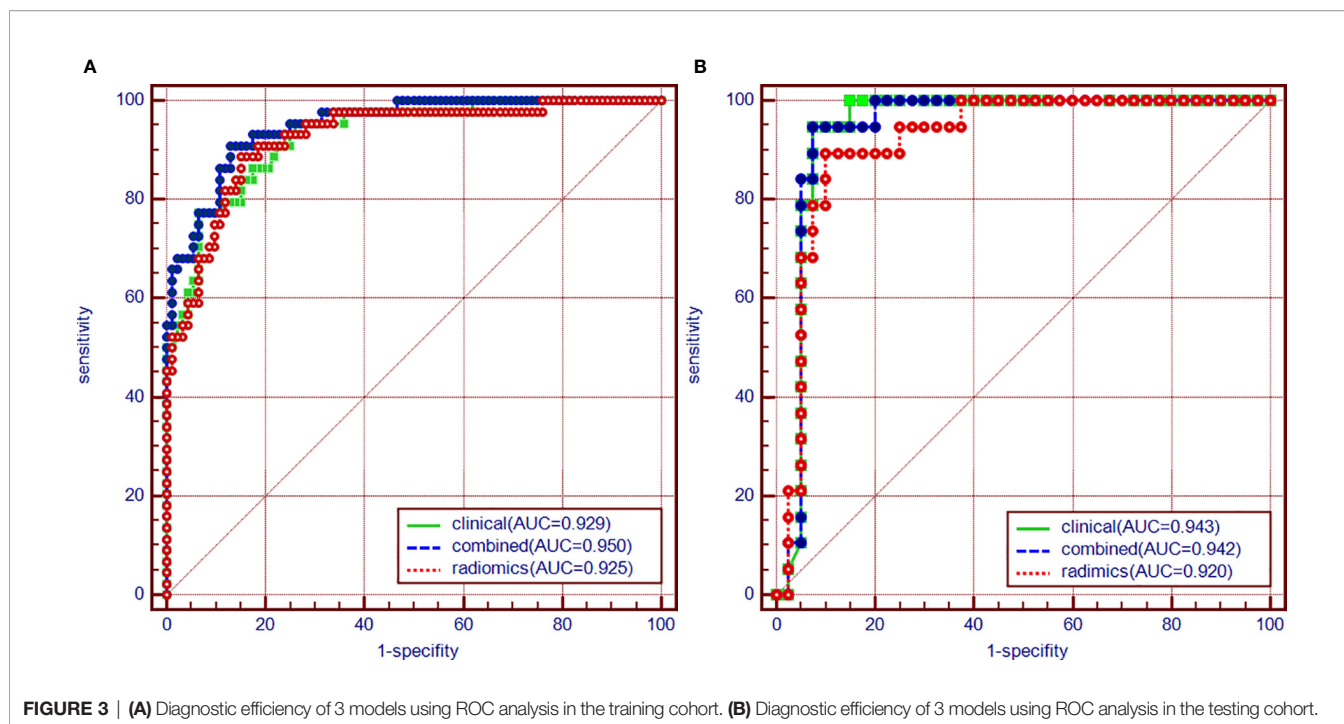 A
B
100
80
60
40
20
0
sensitivity
0
20
40
60
80
100
1-specifity
clinical(AUC=0.929)
combined(AUC=0.950)
radiomics(AUC=0.925)
100
80
60
40
20
0
sensitivity
0
20
40
60
80
100
1-specifity
clinical(AUC=0.943)
combined(AUC=0.942)
radimics(AUC=0.920)
FIGURE 3 | (A) Diagnostic efficiency of 3 models using ROC analysis in the training cohort. (B) Diagnostic efficiency of 3 models using ROC analysis in the testing cohort.